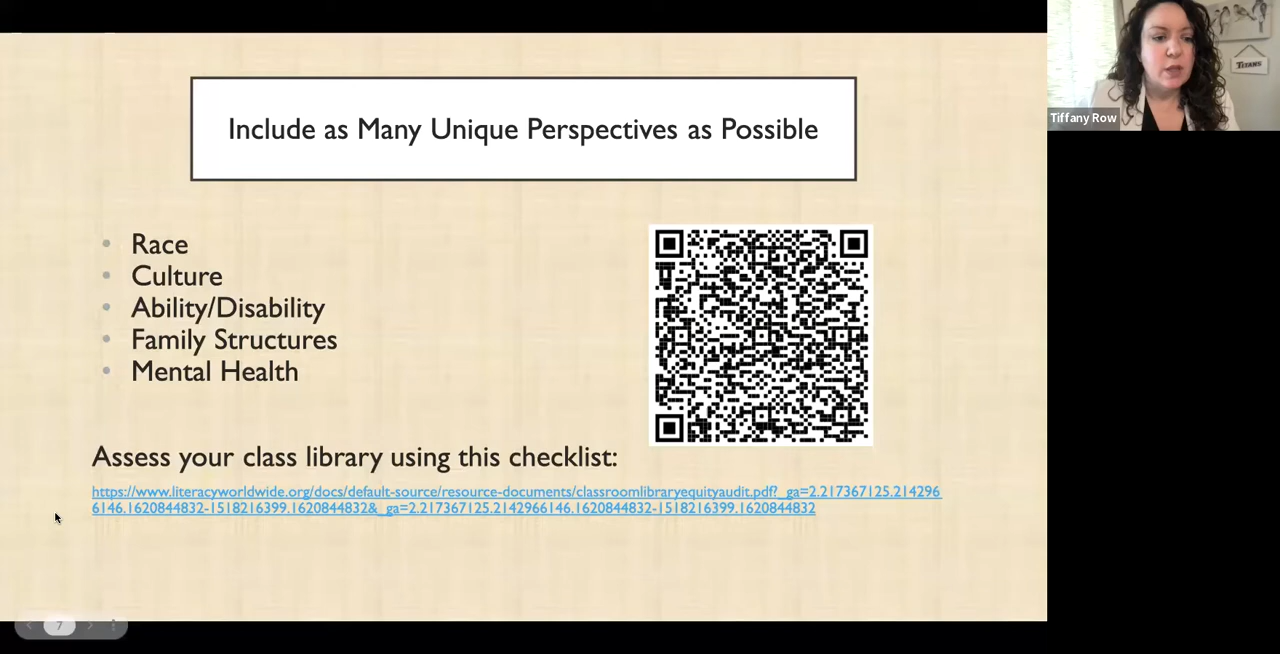 Include as Many Unique Perspectives as Possible
TITANS
Tiffany Row
• Race
• Culture
• Ability/Disability
• Family Structures
• Mental Health
Assess your class library using this checklist:
https://www.literacyworldwide.org/docs/default-source/resource-documents/classroomlibraryequityaudit.pdf?_ga=2.217367125.214296
6146.1620844832-1518216399.1620844832&_ga=2.217367125.2142966146.1620844832-1518216399.1620844832
7